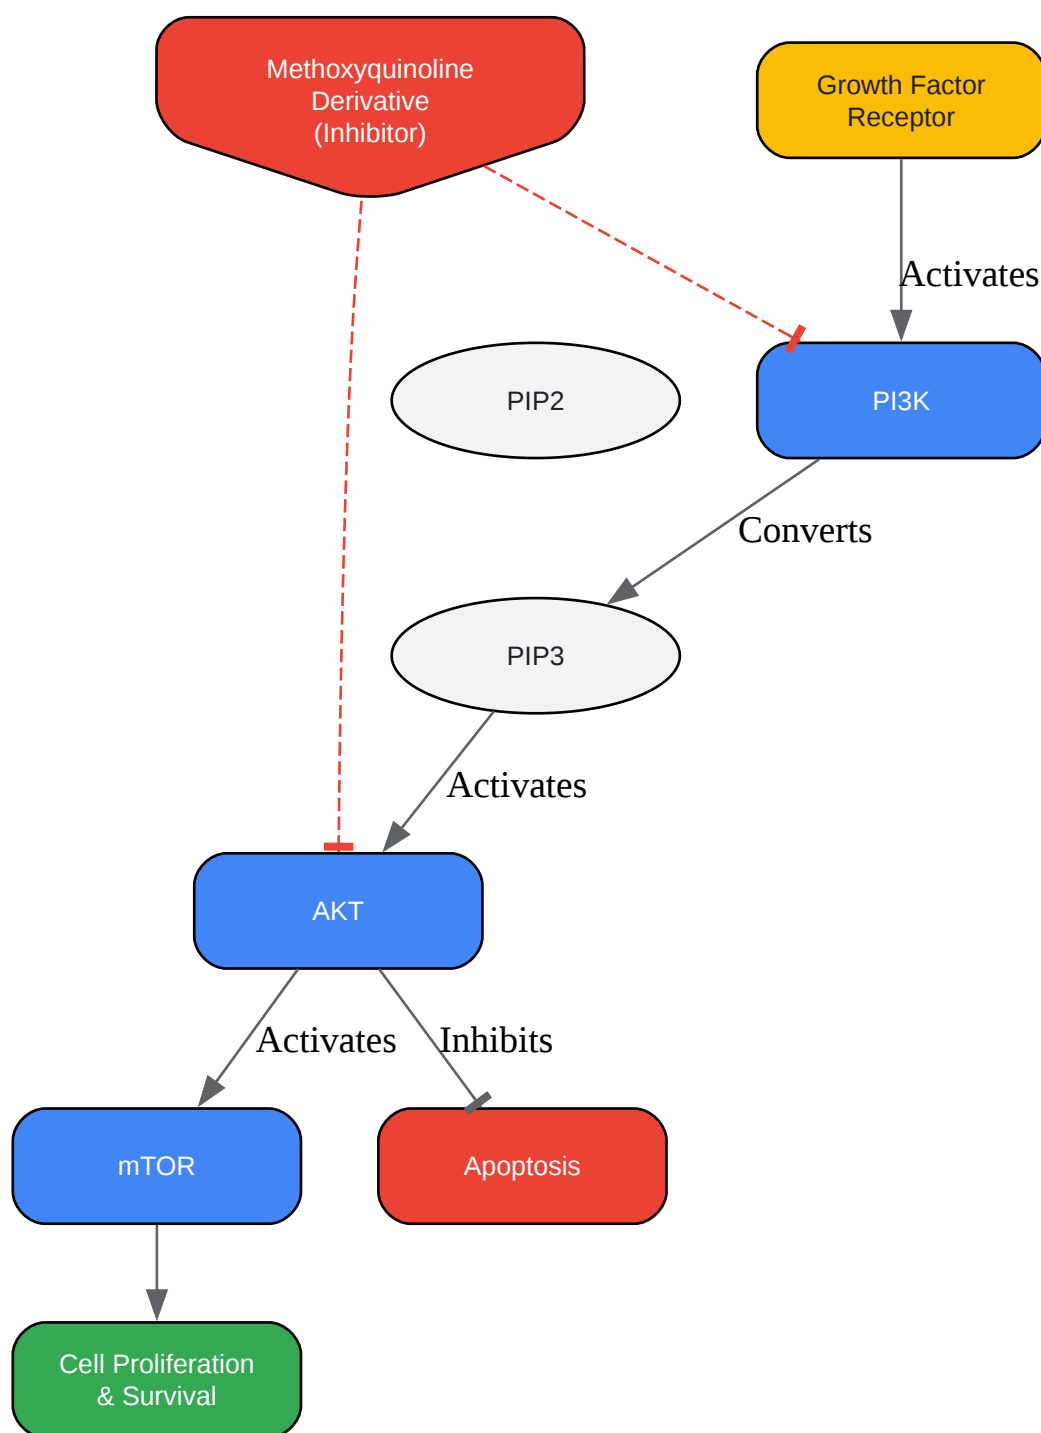 Methoxyquinoline
Derivative
(Inhibitor)
Growth Factor
Receptor
Activates
PIP2
PI3K
Converts
PIP3
Activates
AKT
Activates
Inhibits
mTOR
Apoptosis
Cell Proliferation
& Survival